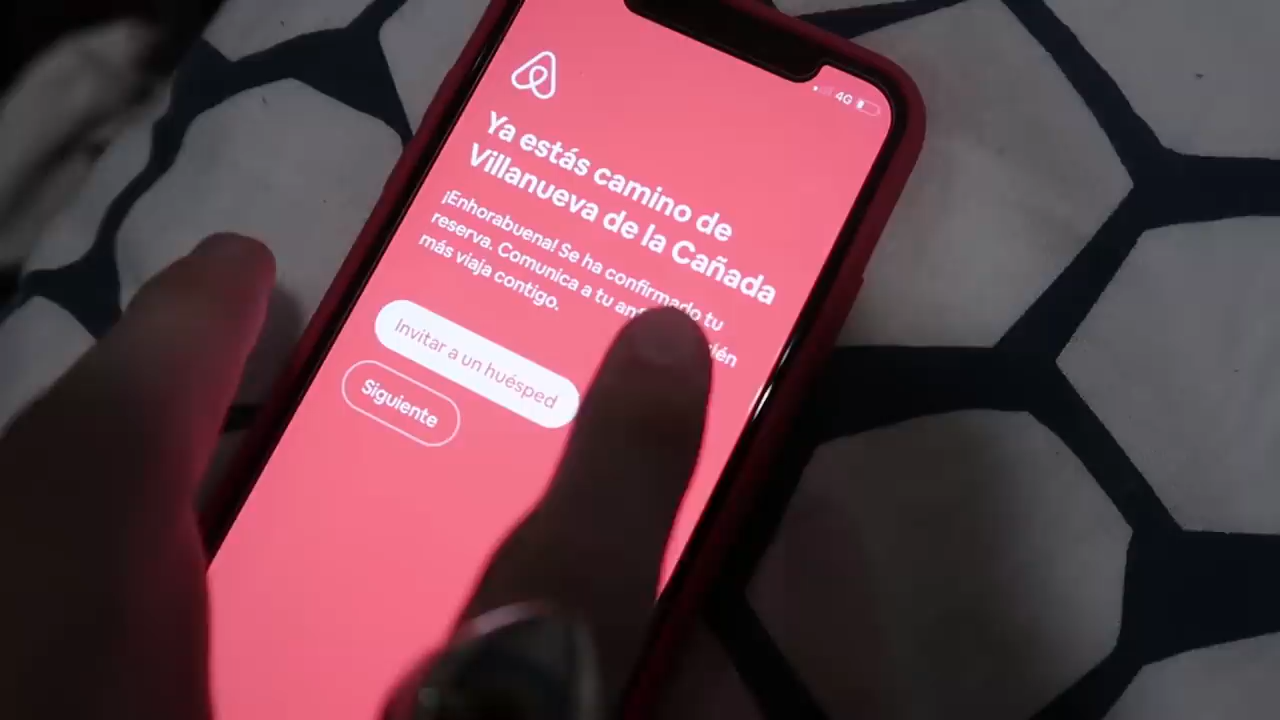 4G
Ya estás camino de
Villanueva de la Cañada
¡Enhorabuena! Se ha confirmado tu
reserva. Comunica a tu
más viaja contigo.
Invitar a un huésped
Siguiente